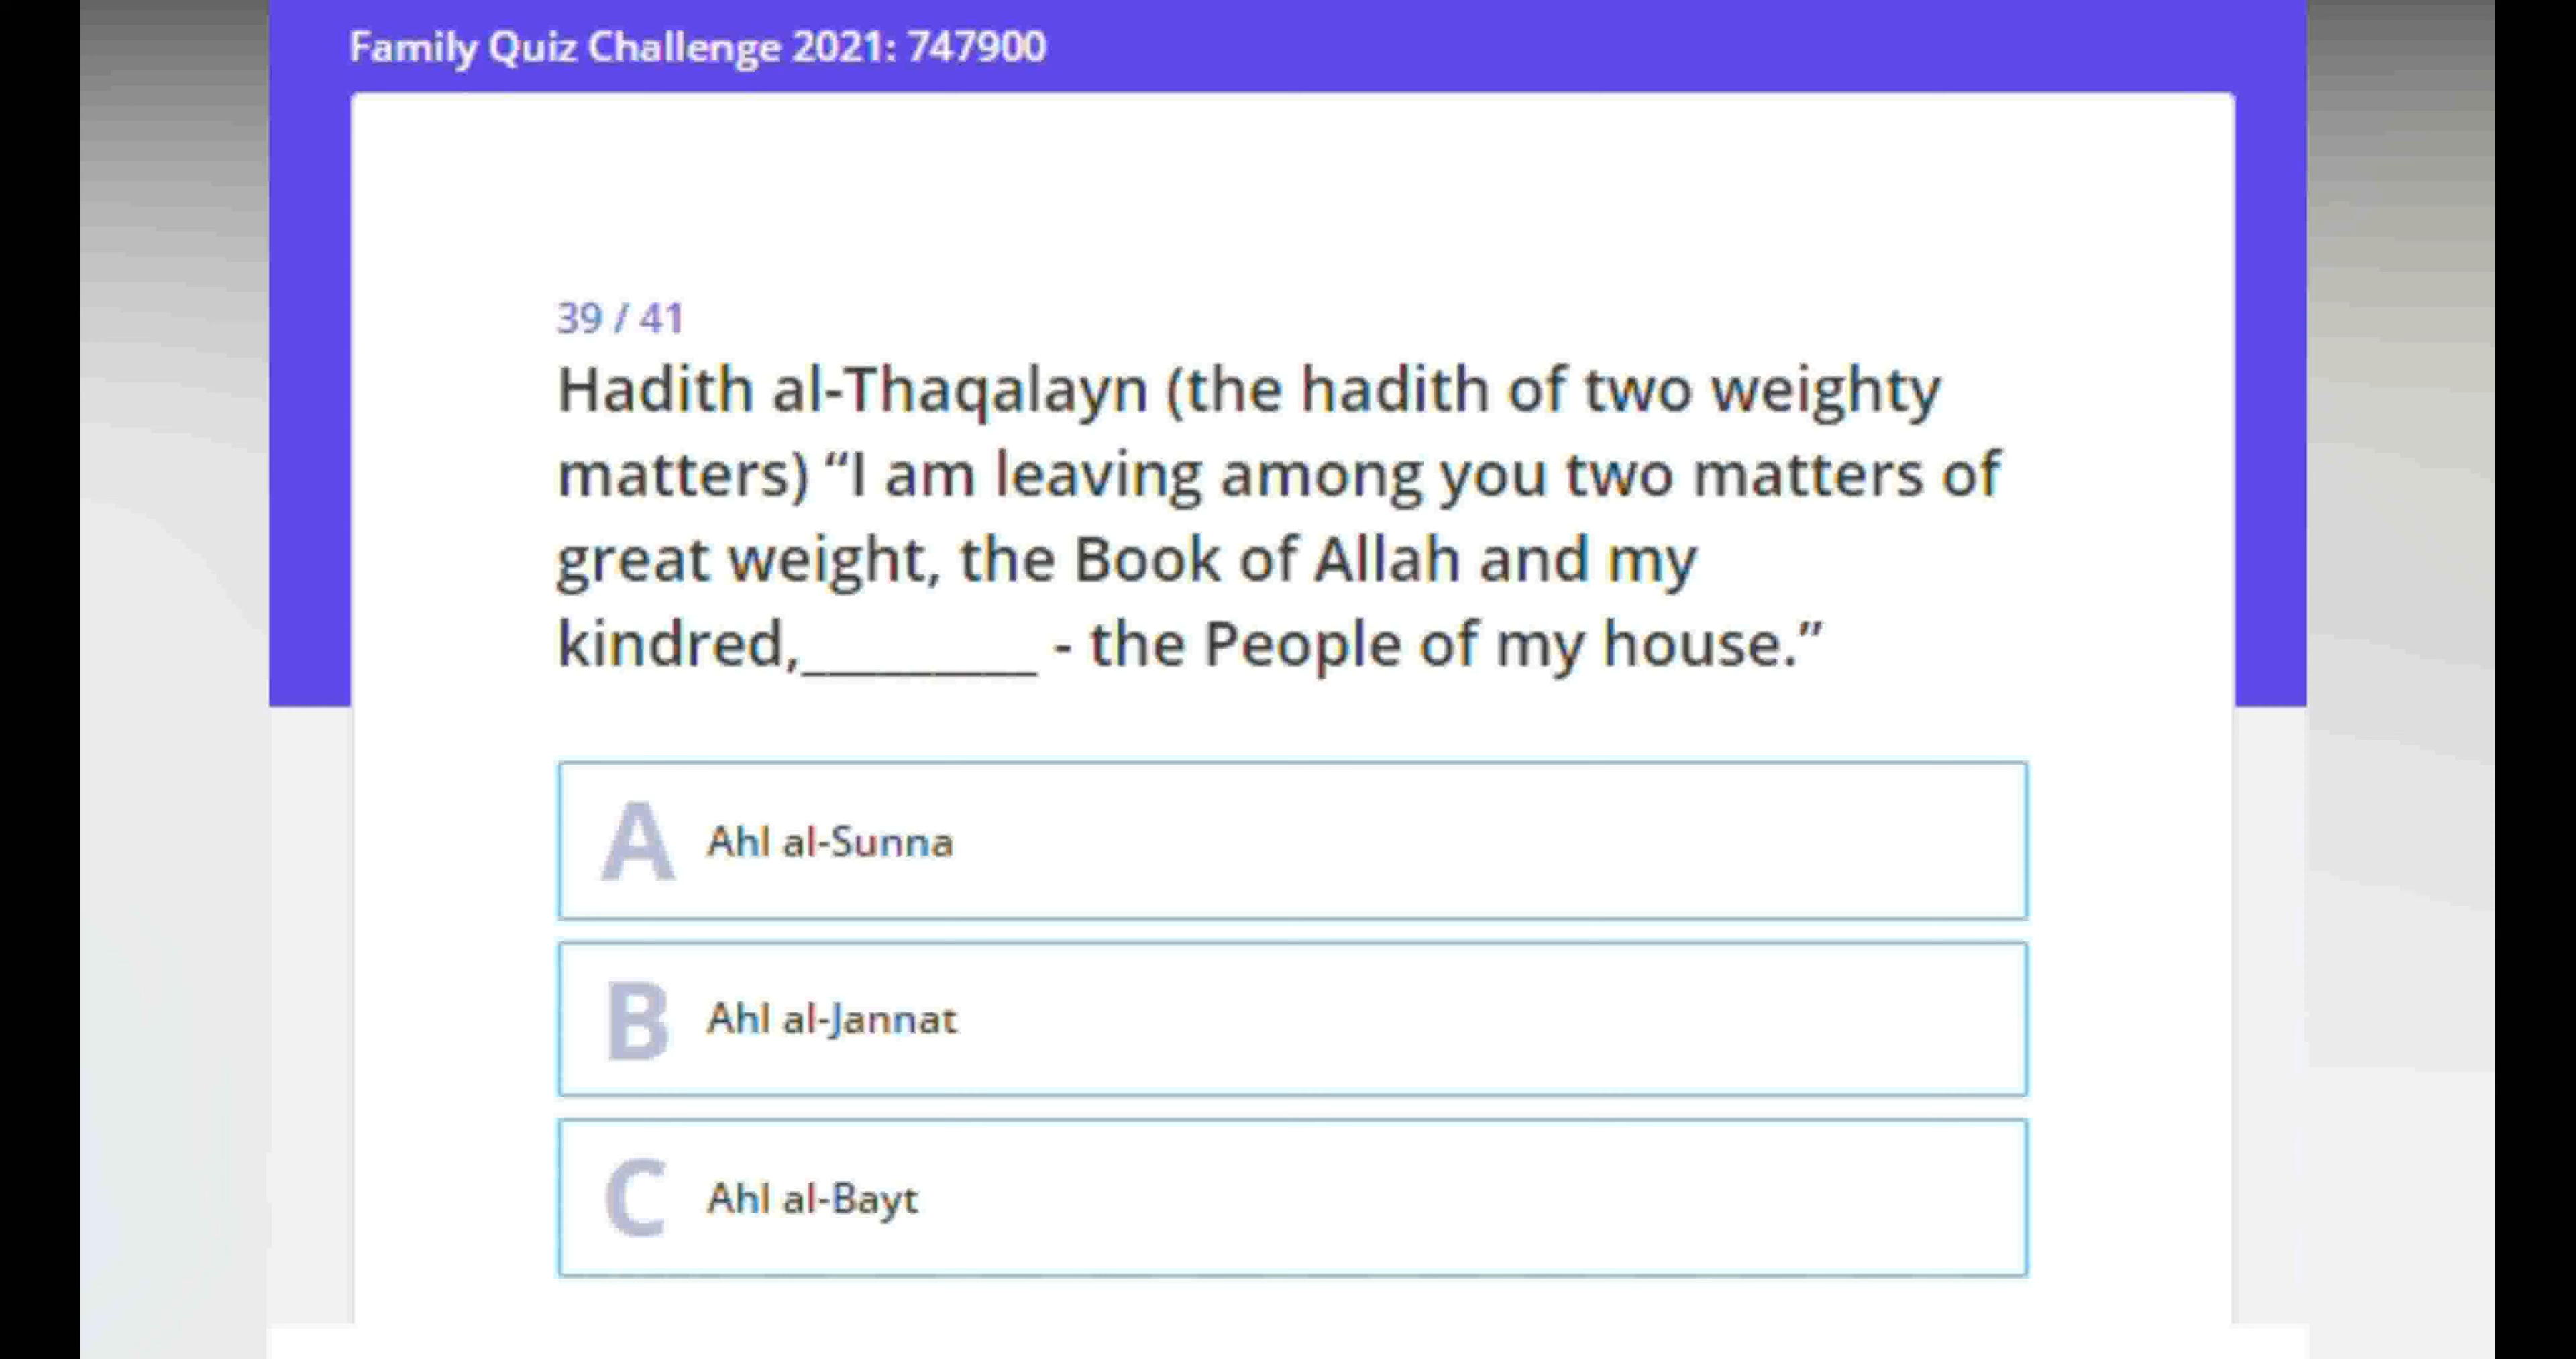 Family Quiz Challenge 2021: 747900
39 / 41
Hadith al-Thaqalayn (the hadith of two weighty
matters) “I am leaving among you two matters of
great weight, the Book of Allah and my
kindred,_________ - the People of my house.”
A Ahl al-Sunna
B Ahl al-Jannat
C Ahl al-Bayt